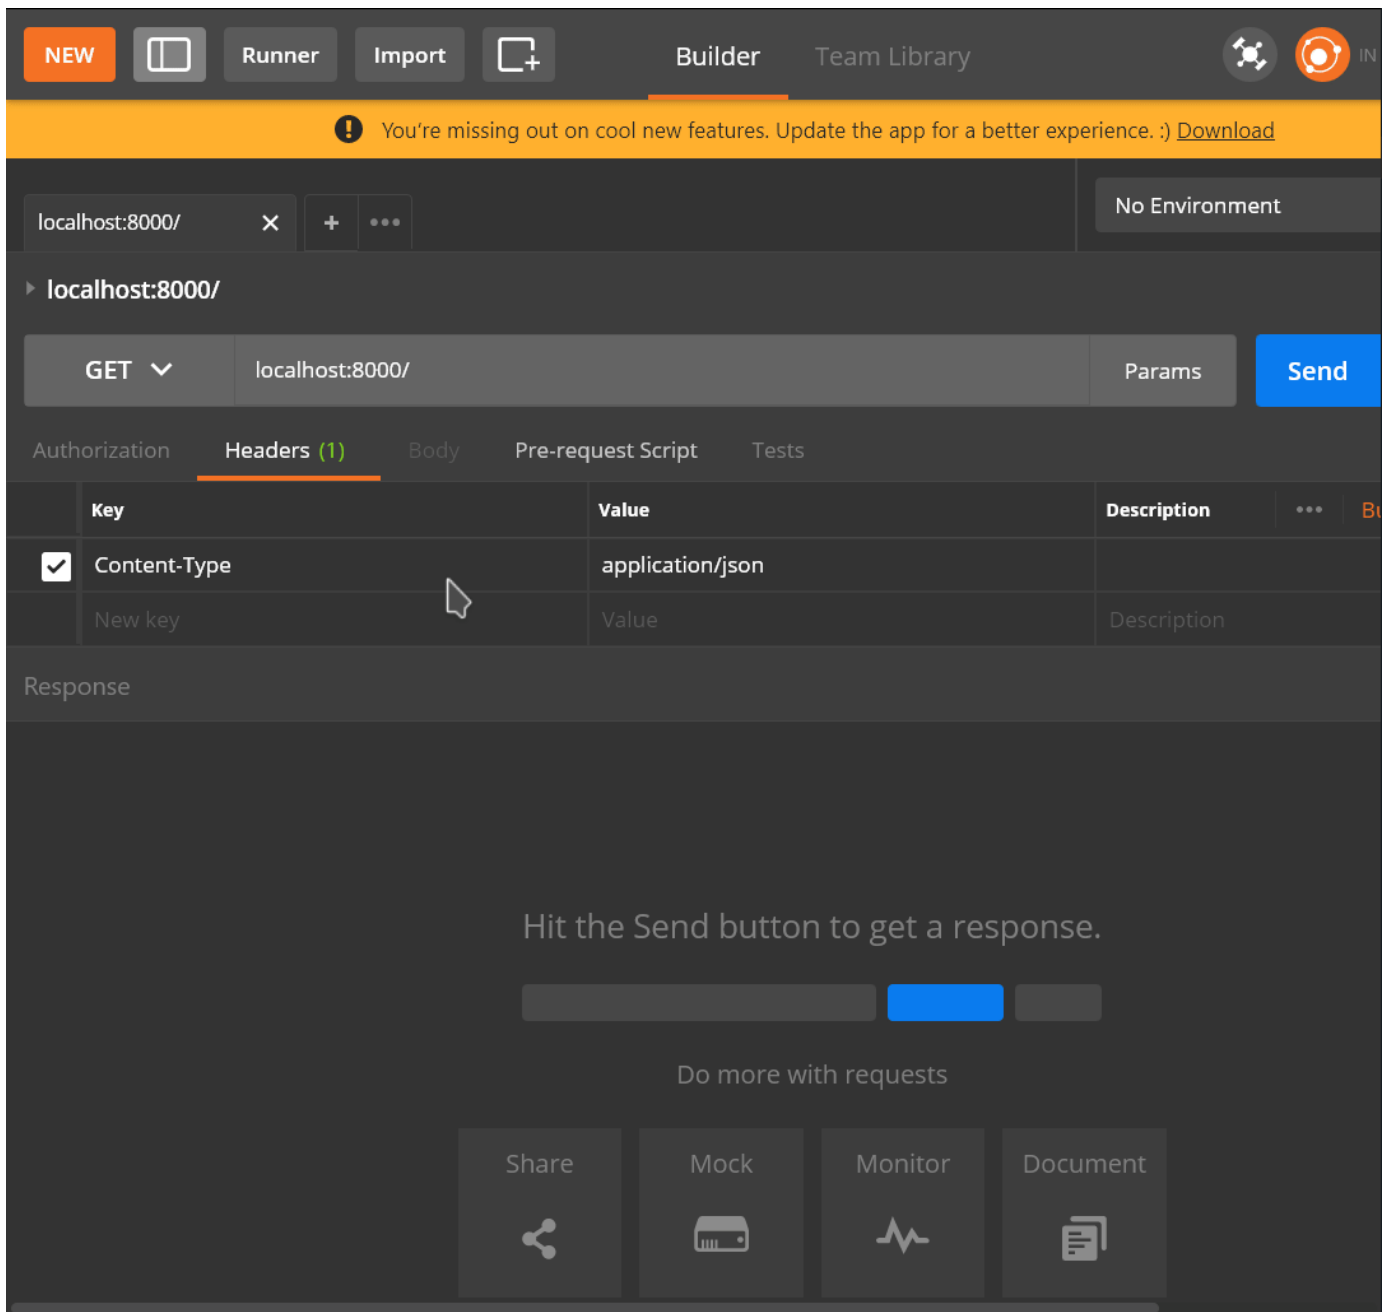 NEW Runner Import Builder Team Library IN
You're missing out on cool new features. Update the app for a better experience. :) Download
localhost:8000/ No Environment
localhost:8000/
GET localhost:8000/ Params Send
Authorization Headers (1) Body Pre-request Script Tests
Key Value Description Bu
Content-Type application/json
New key Value Description
Response
Hit the Send button to get a response.
Do more with requests
Share Mock Monitor Document